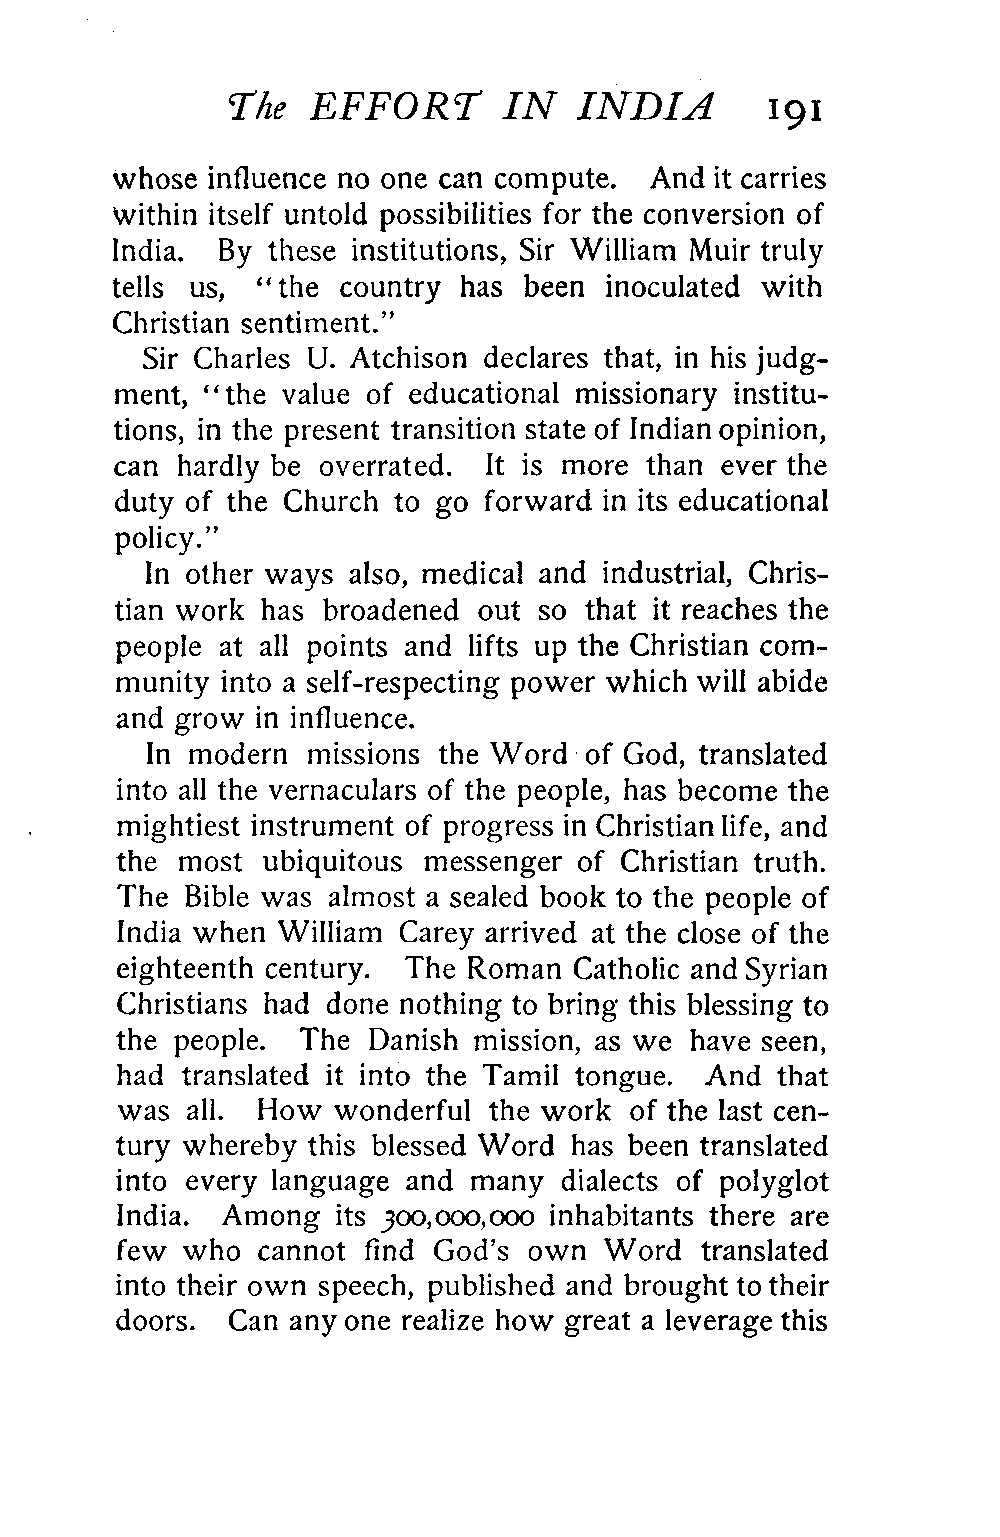 The EFFORT IN INDIA 191
whose influence no one can compute. And it carries
within itself untold possibilities for the conversion of
India. By these institutions, Sir William Muir truly
tells us, "the country has been inoculated with
Christian sentiment."
Sir Charles U. Atchison declares that, in his judg-
ment, "the value of educational missionary institu-
tions, in the present transition state of Indian opinion,
can hardly be overrated. It is more than ever the
duty of the Church to go forward in its educational
policy."
In other ways also, medical and industrial, Chris-
tian work has broadened out so that it reaches the
people at all points and lifts up the Christian com-
munity into a self-respecting power which will abide
and grow in influence.
In modern missions the Word of God, translated
into all the vernaculars of the people, has become the
mightiest instrument of progress in Christian life, and
the most ubiquitous messenger of Christian truth.
The Bible was almost a sealed book to the people of
India when William Carey arrived at the close of the
eighteenth century. The Roman Catholic and Syrian
Christians had done nothing to bring this blessing to
the people. The Danish mission, as we have seen,
had translated it into the Tamil tongue. And that
was all. How wonderful the work of the last cen-
tury whereby this blessed Word has been translated
into every language and many dialects of polyglot
India. Among its 300,000,000 inhabitants there are
few who cannot find God's own Word translated
into their own speech, published and brought to their
doors. Can any one realize how great a leverage this